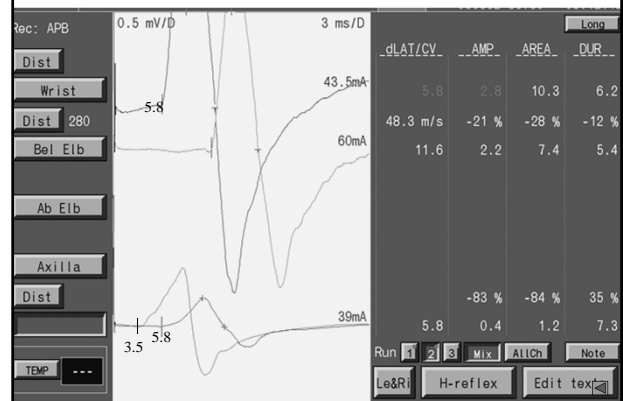 Long
Rec: APB
0.5 mV/D 3 ms/D
dLAT/CV AMP AREA DUR
Dist
43.5mA
Wrist
5.8
5.8 2.8 10.3 6.2
Dist 280
48.3 m/s -21 % -28 % -12 %
60mA
Bel Elb
11.6 2.2 7.4 5.4
Ab Elb
Axilla
Dist
-83 % -84 % 35 %
39mA
5.8 0.4 1.2 7.3
3.5 5.8
Run 1 2 3 Mix AllCh Note
TEMP ---
Le&Ri H-reflex